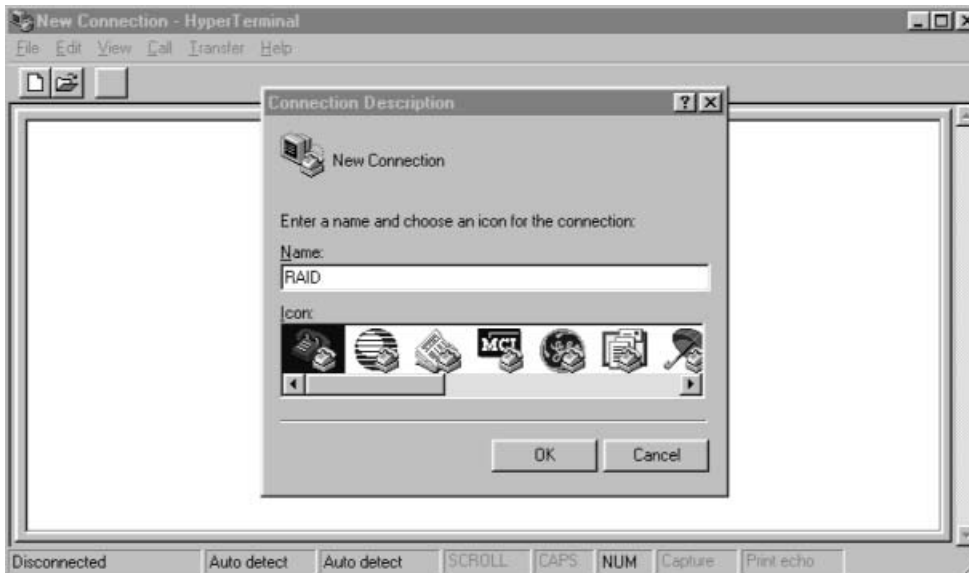 New Connection - HyperTerminal
File Edit View Call Transfer Help
Connection Description
New Connection
Enter a name and choose an icon for the connection:
Name:
RAID
Icon:
MCI
OK Cancel
Disconnected Auto detect Auto detect SCROLL CAPS NUM Capture Print echo